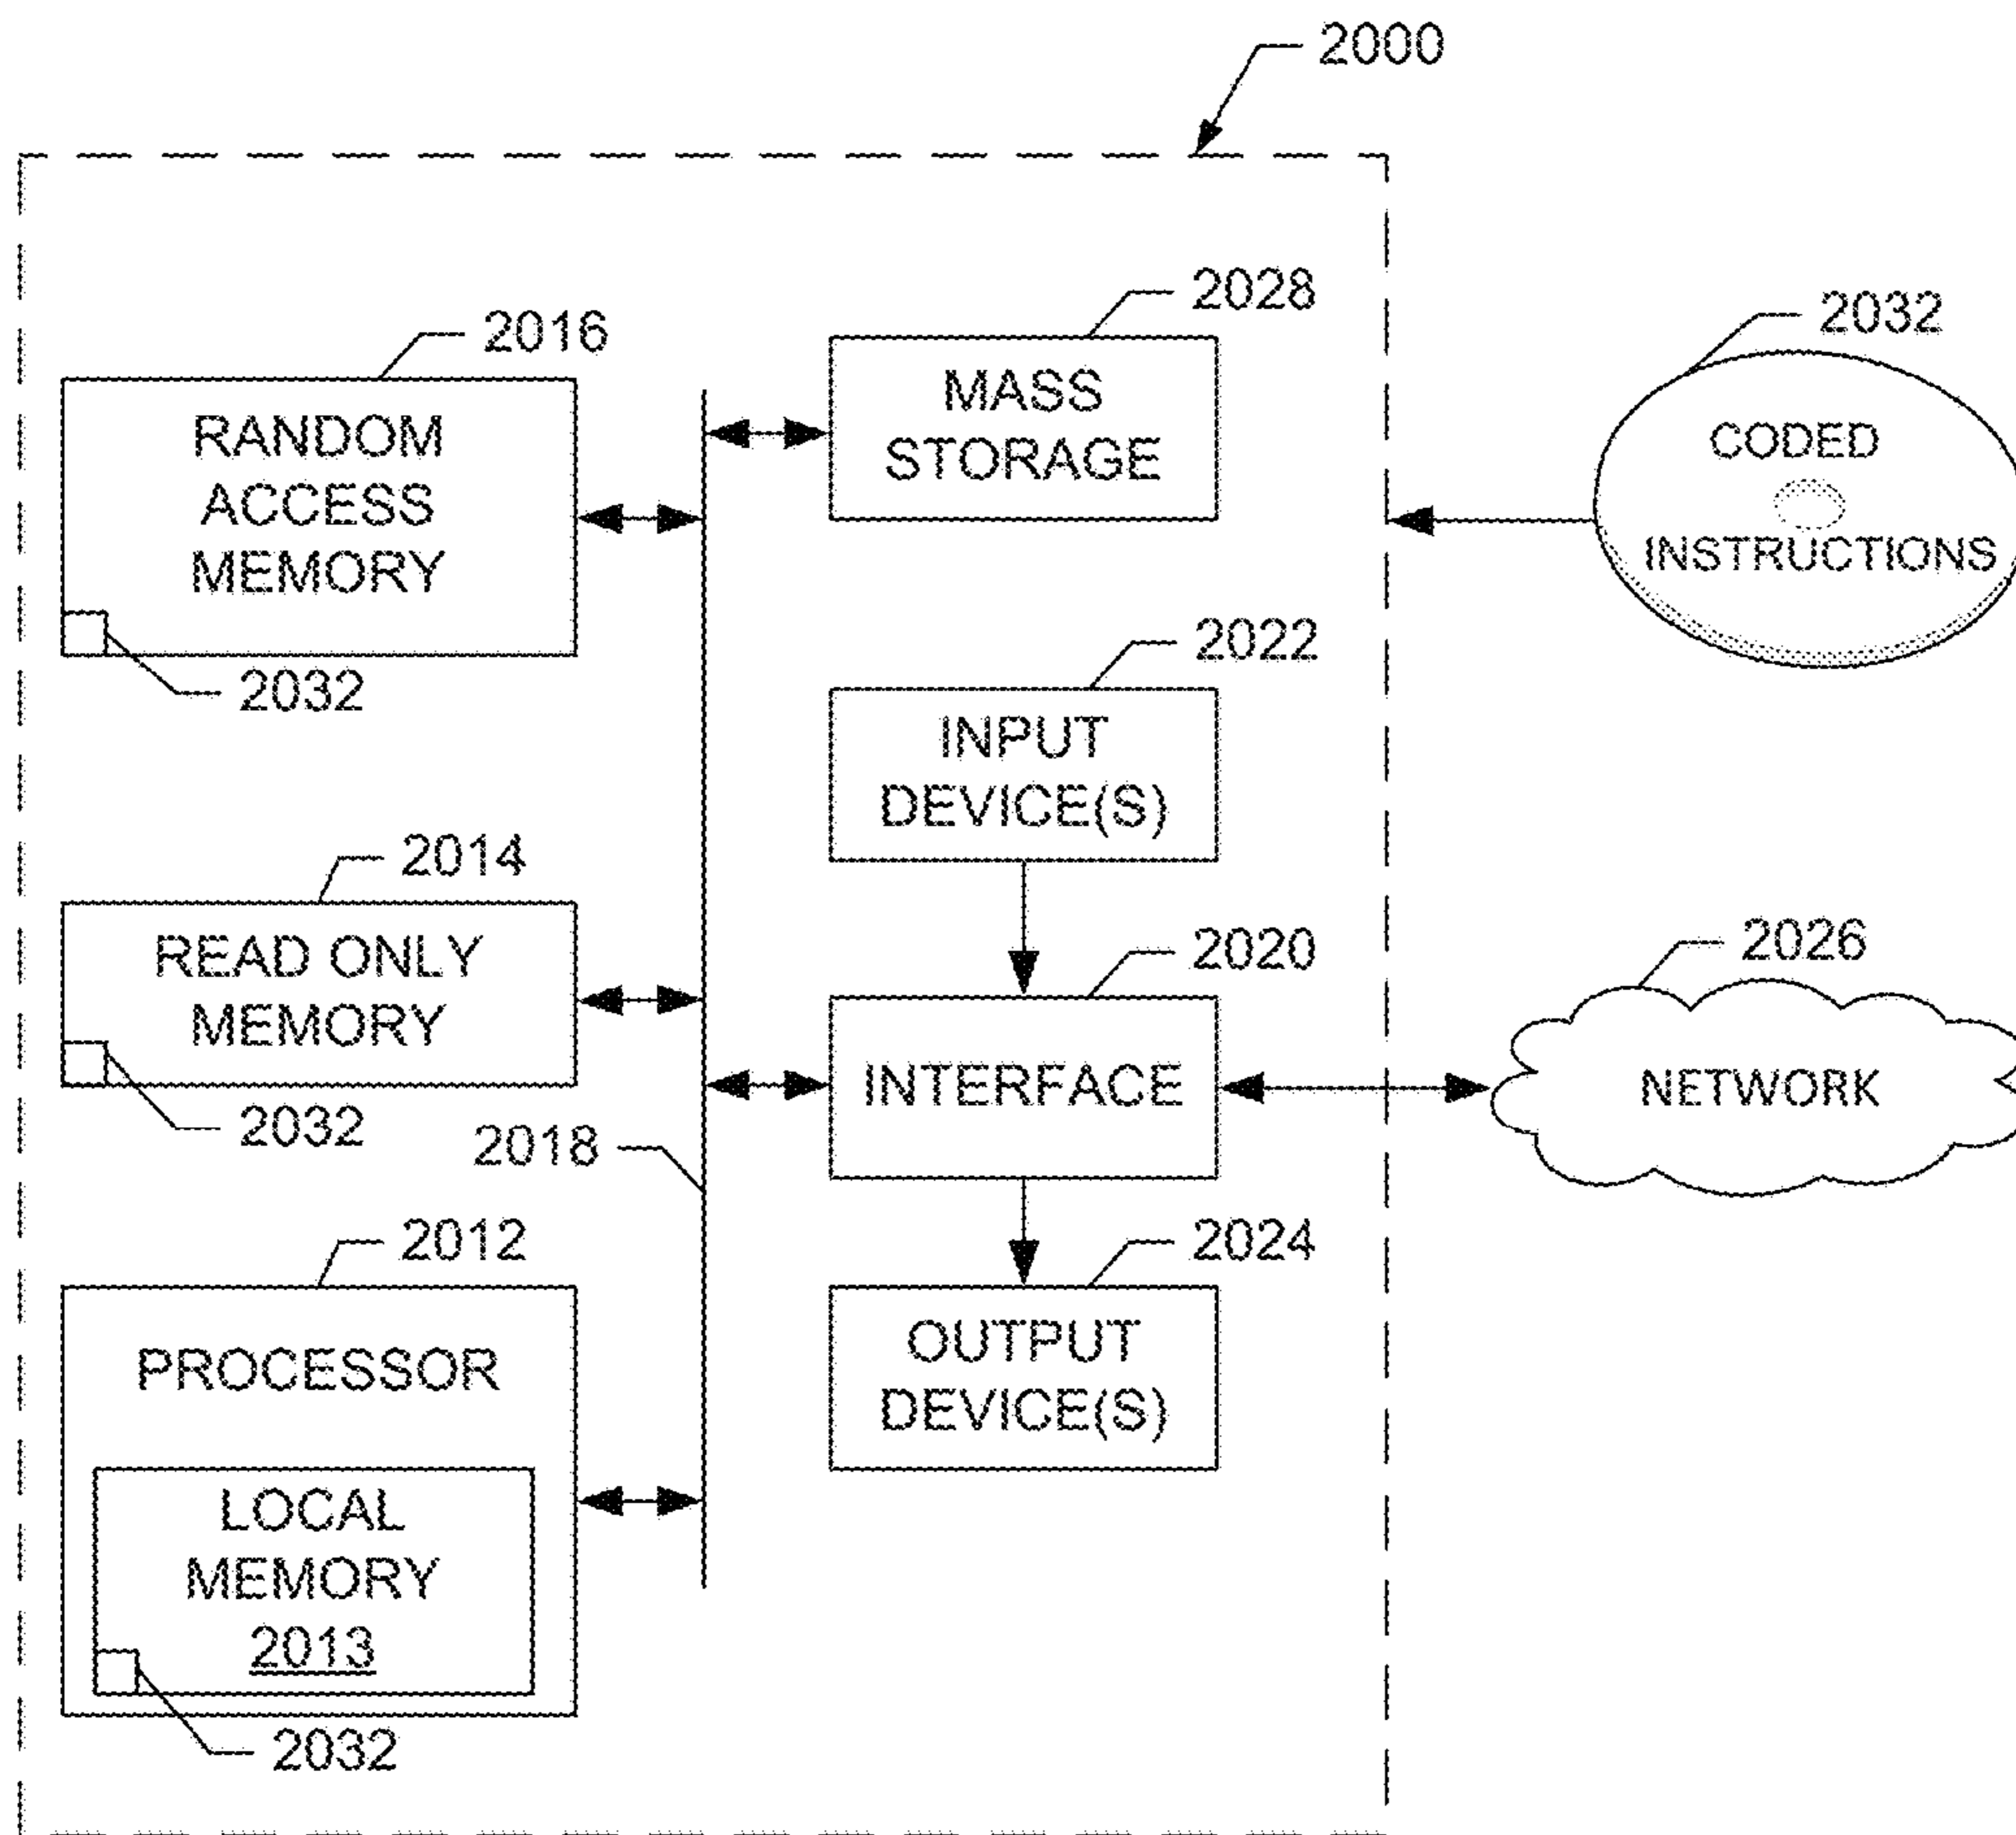 2000
2028
MASS
STORAGE
2016
RANDOM
ACCESS
MEMORY
2032
2032
CODED
INSTRUCTIONS
2022
INPUT
DEVICE(S)
2014
READ ONLY
MEMORY
2032
2020
INTERFACE
2026
NETWORK
2018
2012
PROCESSOR
LOCAL
MEMORY
2013
2032
2024
OUTPUT
DEVICE(S)